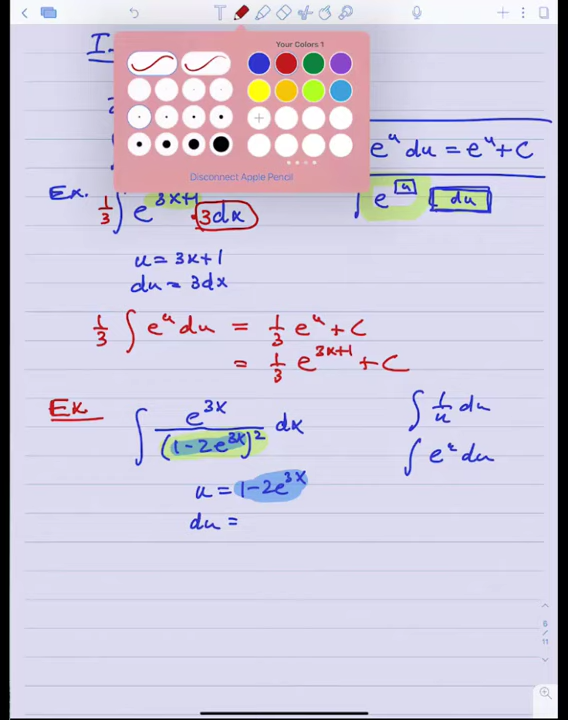 T
I.
Your Colors 1
Disconnect Apple Pencil
e^u du = e^u + C
Ex. 1/3 ∫ e^{3x+1} · 3dx
∫ e^{u} du
u = 3x+1
du = 3dx
1/3 ∫ e^u du = 1/3 e^u + C
= 1/3 e^{3x+1} + C
Ex. ∫ e^{3x}/(1-2e^{3x})^2 dx
∫ 1/u du
∫ e^u du
u = 1-2e^{3x}
du =
6
/
11